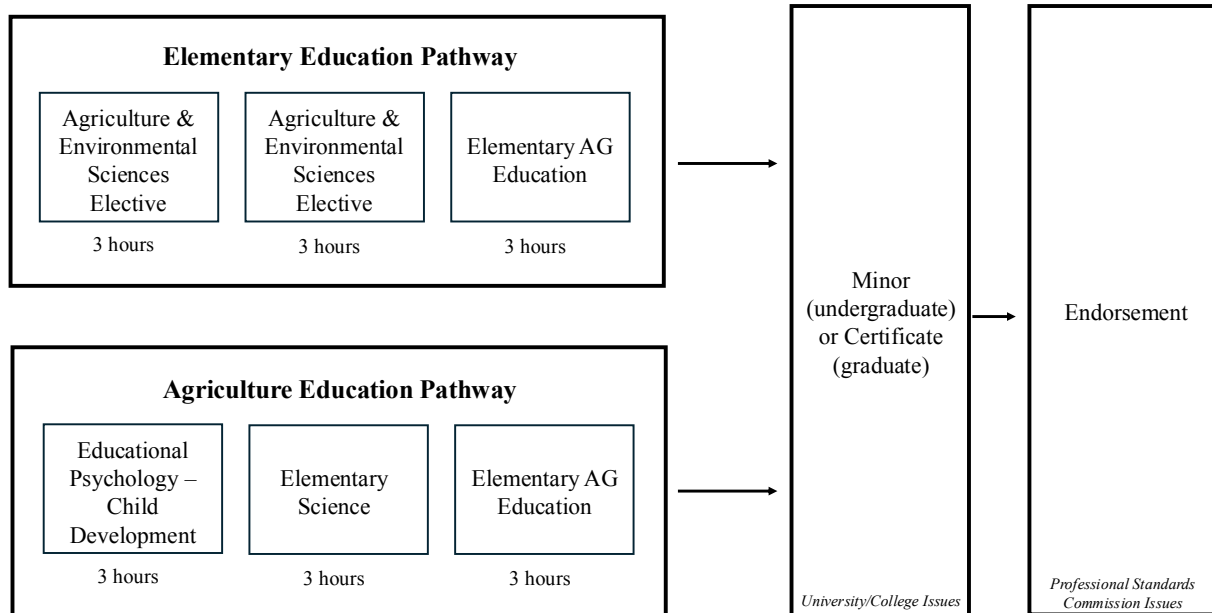 Elementary Education Pathway
Agriculture &
Environmental
Sciences
Elective
3 hours
Agriculture &
Environmental
Sciences
Elective
3 hours
Elementary AG
Education
3 hours
Agriculture Education Pathway
Educational
Psychology –
Child
Development
3 hours
Elementary
Science
3 hours
Elementary AG
Education
3 hours
Minor
(undergraduate)
or Certificate
(graduate)
University/College Issues
Endorsement
Professional Standards
Commission Issues